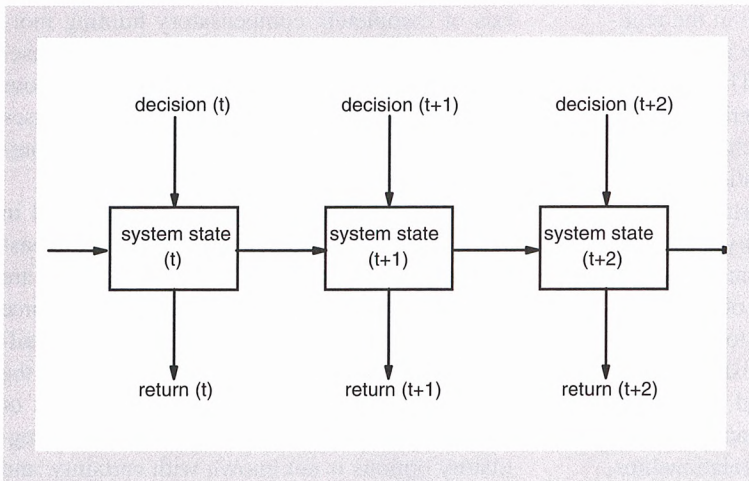 decision (t)
decision (t+1)
decision (t+2)
system state
(t)
system state
(t+1)
system state
(t+2)
return (t)
return (t+1)
return (t+2)